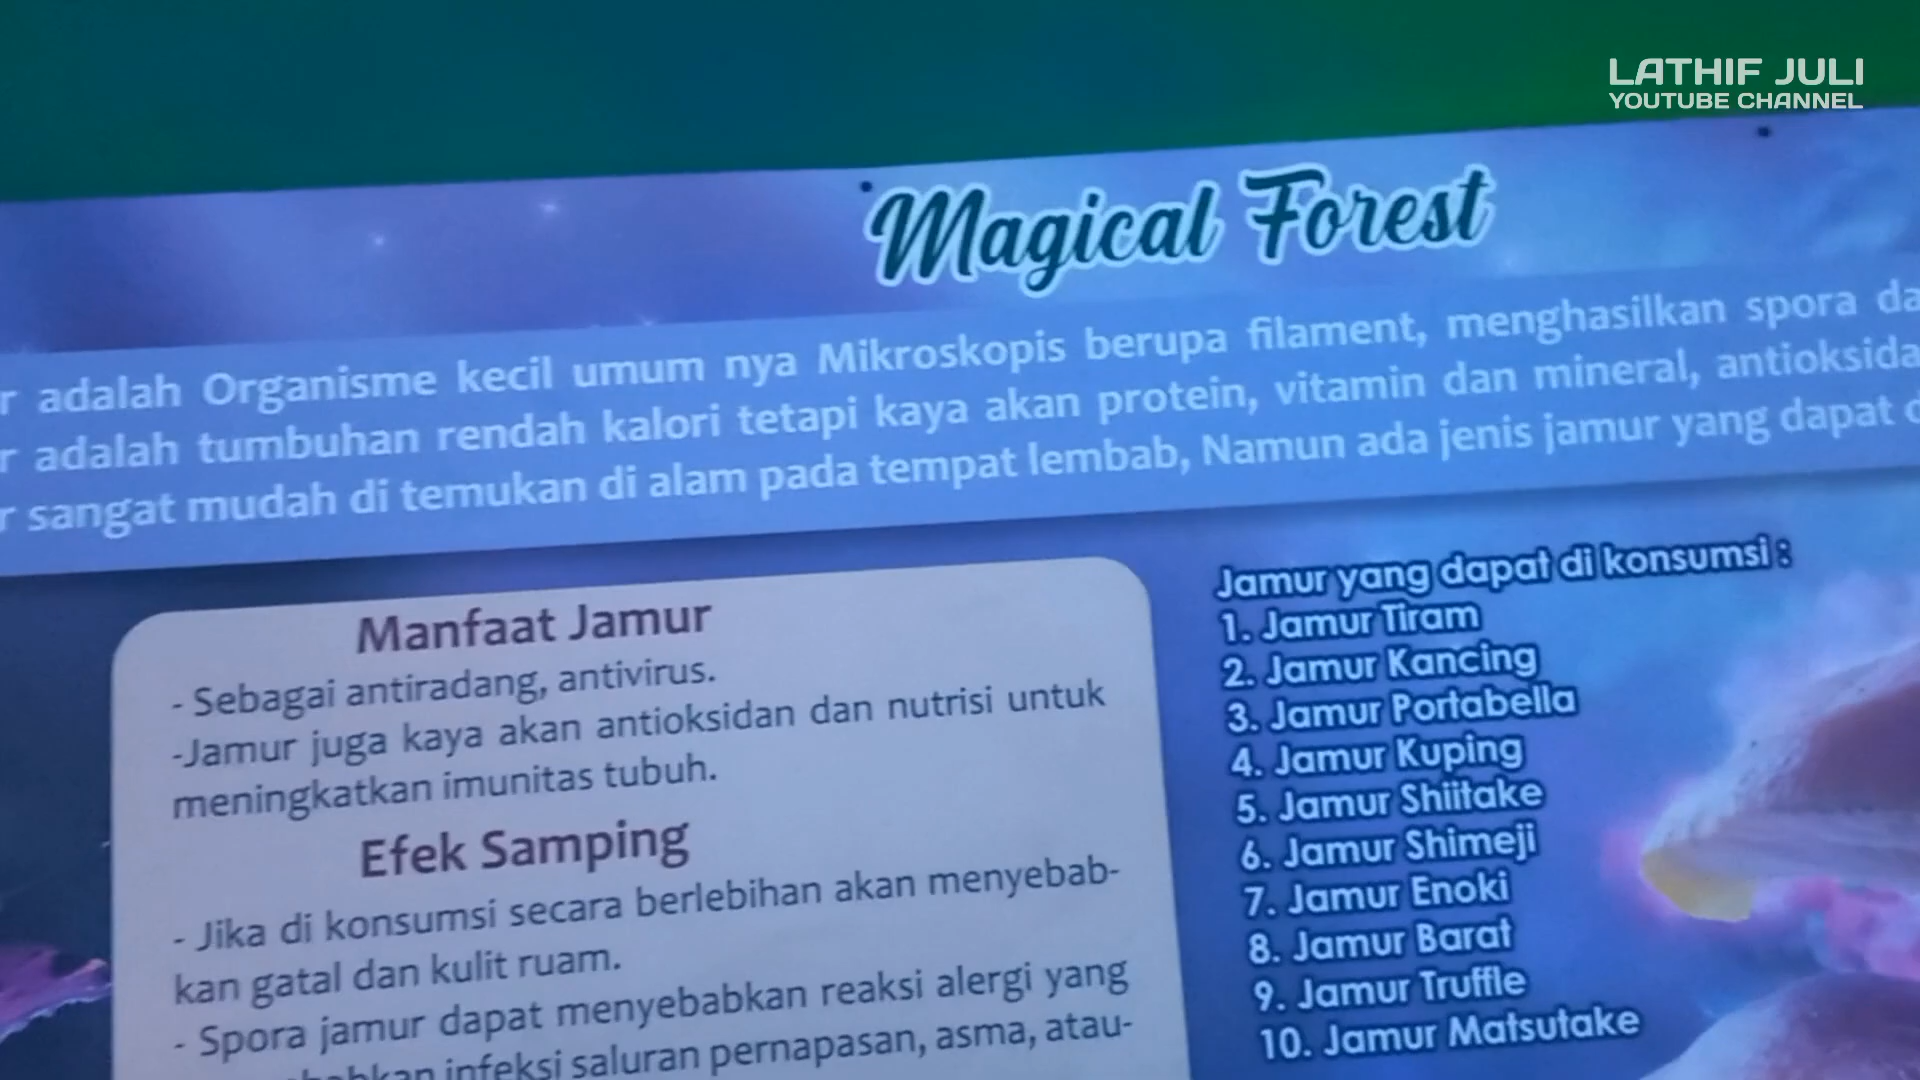 LATHIF JULI
YOUTUBE CHANNEL
Magical Forest
adalah Organisme kecil umum nya Mikroskopis berupa filament, menghasilkan spora
adalah tumbuhan rendah kalori tetapi kaya akan protein, vitamin dan mineral,
sangat mudah di temukan di alam pada tempat lembab, Namun ada jenis jamur yang dapat
Manfaat Jamur
- Sebagai antiradang, antivirus.
-Jamur juga kaya akan antioksidan dan nutrisi untuk
meningkatkan imunitas tubuh.
Efek Samping
- Jika di konsumsi secara berlebihan akan menyebab-
kan gatal dan kulit ruam.
- Spora jamur dapat menyebabkan reaksi alergi yang
infeksi saluran pernapasan, asma, atau-
Jamur yang dapat di konsumsi :
1. Jamur Tiram
2. Jamur Kancing
3. Jamur Portabella
4. Jamur Kuping
5. Jamur Shiitake
6. Jamur Shimeji
7. Jamur Enoki
8. Jamur Barat
9. Jamur Truffle
10. Jamur Matsutake